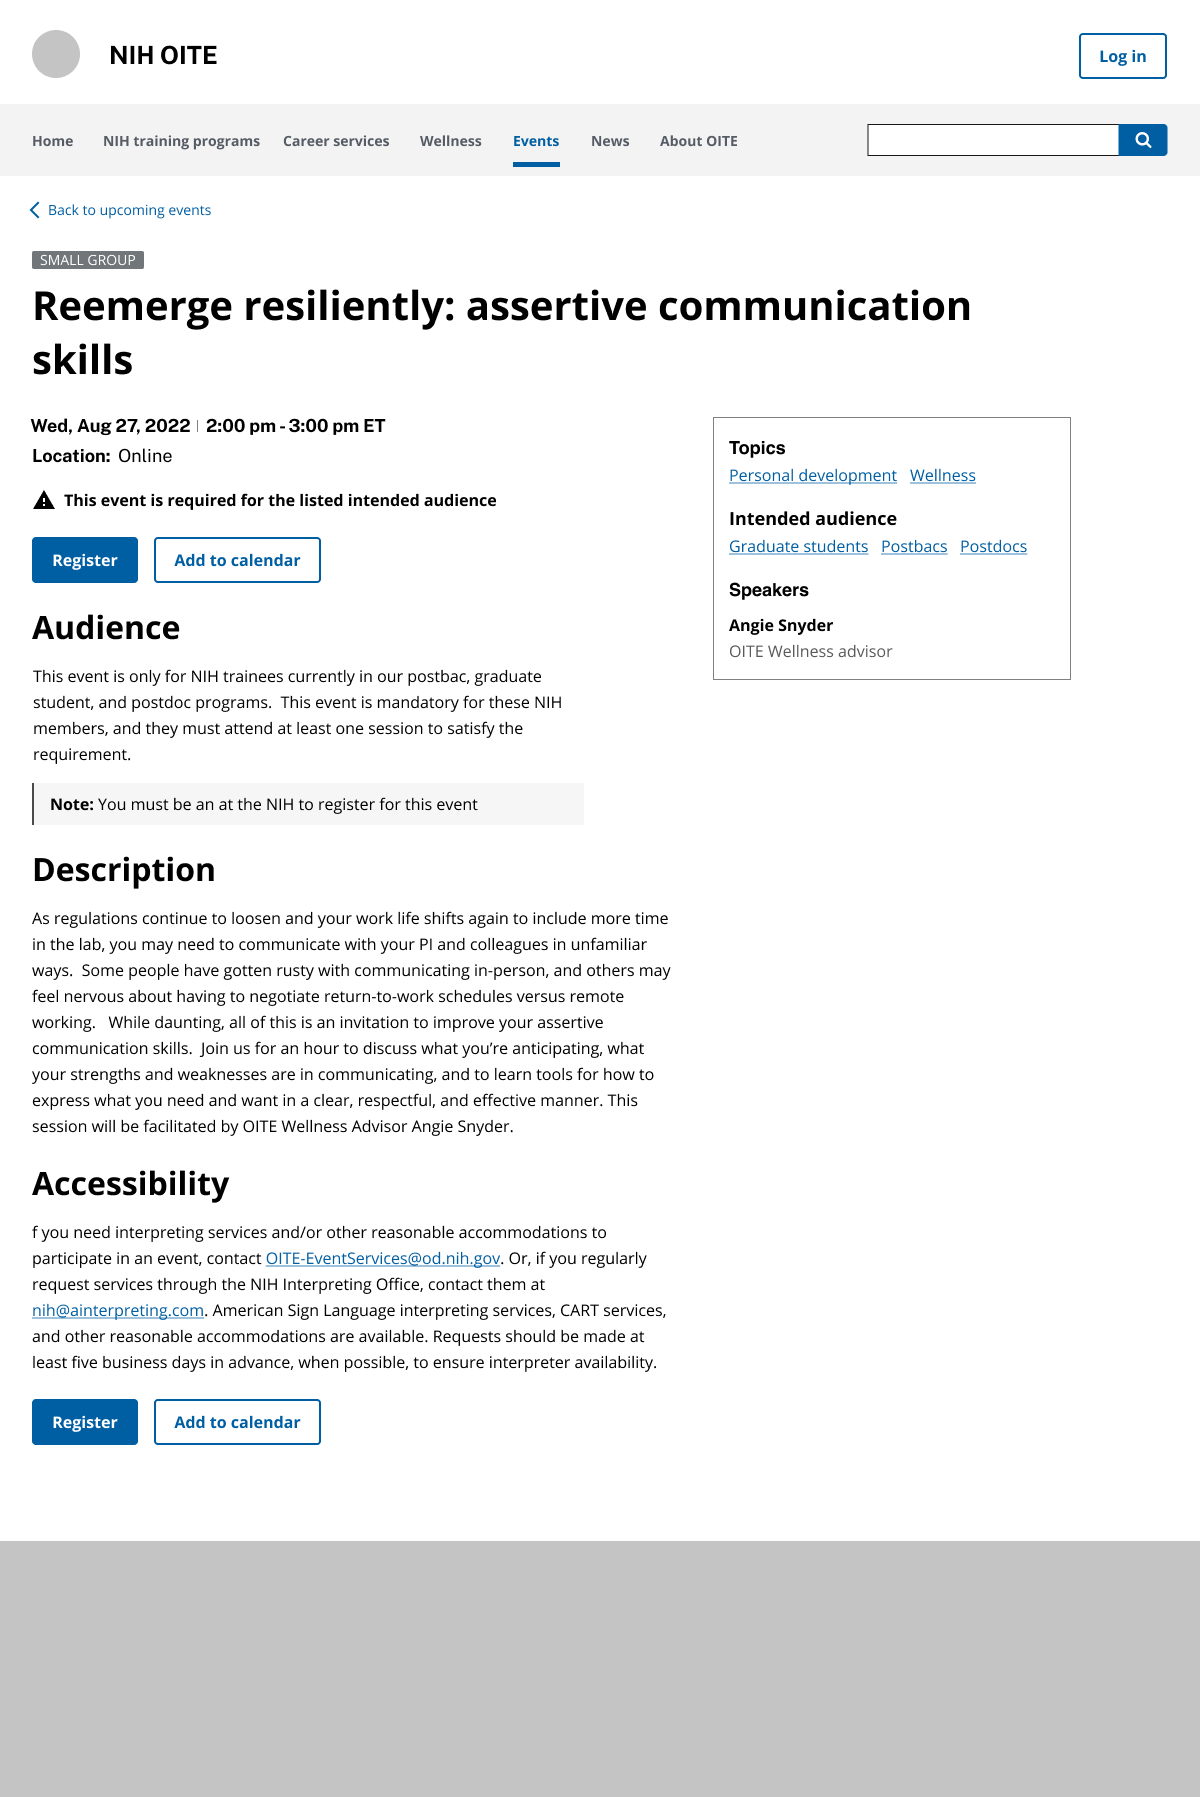 NIH OITE
Log in
Home NIH training programs Career services Wellness Events News About OITE
Back to upcoming events
SMALL GROUP
Reemerge resiliently: assertive communication
skills
Wed, Aug 27, 2022 | 2:00 pm - 3:00 pm ET
Location: Online
This event is required for the listed intended audience
Register Add to calendar
Topics
Personal development Wellness
Intended audience
Graduate students Postbacs Postdocs
Speakers
Angie Snyder
OITE Wellness advisor
Audience
This event is only for NIH trainees currently in our postbac, graduate
student, and postdoc programs.  This event is mandatory for these NIH
members, and they must attend at least one session to satisfy the
requirement.
Note: You must be an at the NIH to register for this event
Description
As regulations continue to loosen and your work life shifts again to include more time
in the lab, you may need to communicate with your PI and colleagues in unfamiliar
ways.  Some people have gotten rusty with communicating in-person, and others may
feel nervous about having to negotiate return-to-work schedules versus remote
working.   While daunting, all of this is an invitation to improve your assertive
communication skills.  Join us for an hour to discuss what you’re anticipating, what
your strengths and weaknesses are in communicating, and to learn tools for how to
express what you need and want in a clear, respectful, and effective manner. This
session will be facilitated by OITE Wellness Advisor Angie Snyder.
Accessibility
f you need interpreting services and/or other reasonable accommodations to
participate in an event, contact OITE-EventServices@od.nih.gov. Or, if you regularly
request services through the NIH Interpreting Office, contact them at
nih@ainterpreting.com. American Sign Language interpreting services, CART services,
and other reasonable accommodations are available. Requests should be made at
least five business days in advance, when possible, to ensure interpreter availability.
Register Add to calendar